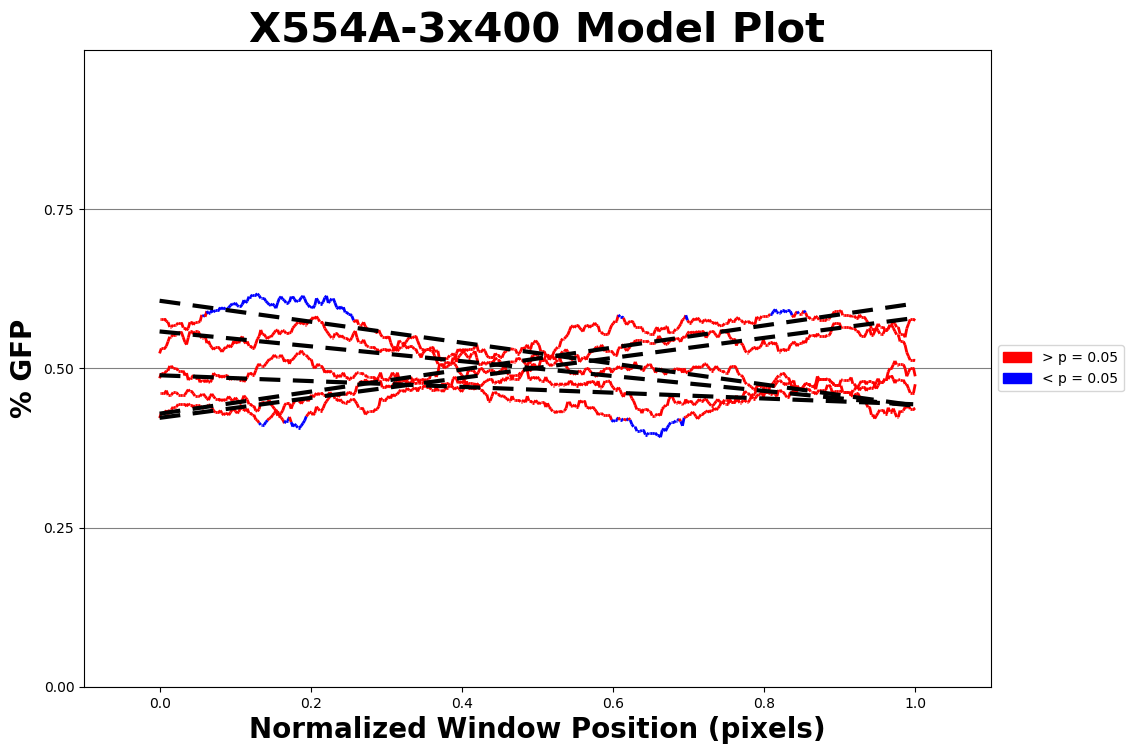 X554A-3x400 Model Plot
% GFP
0.75
0.50
0.25
0.00
0.0 0.2 0.4 0.6 0.8 1.0
Normalized Window Position (pixels)
> p = 0.05
< p = 0.05